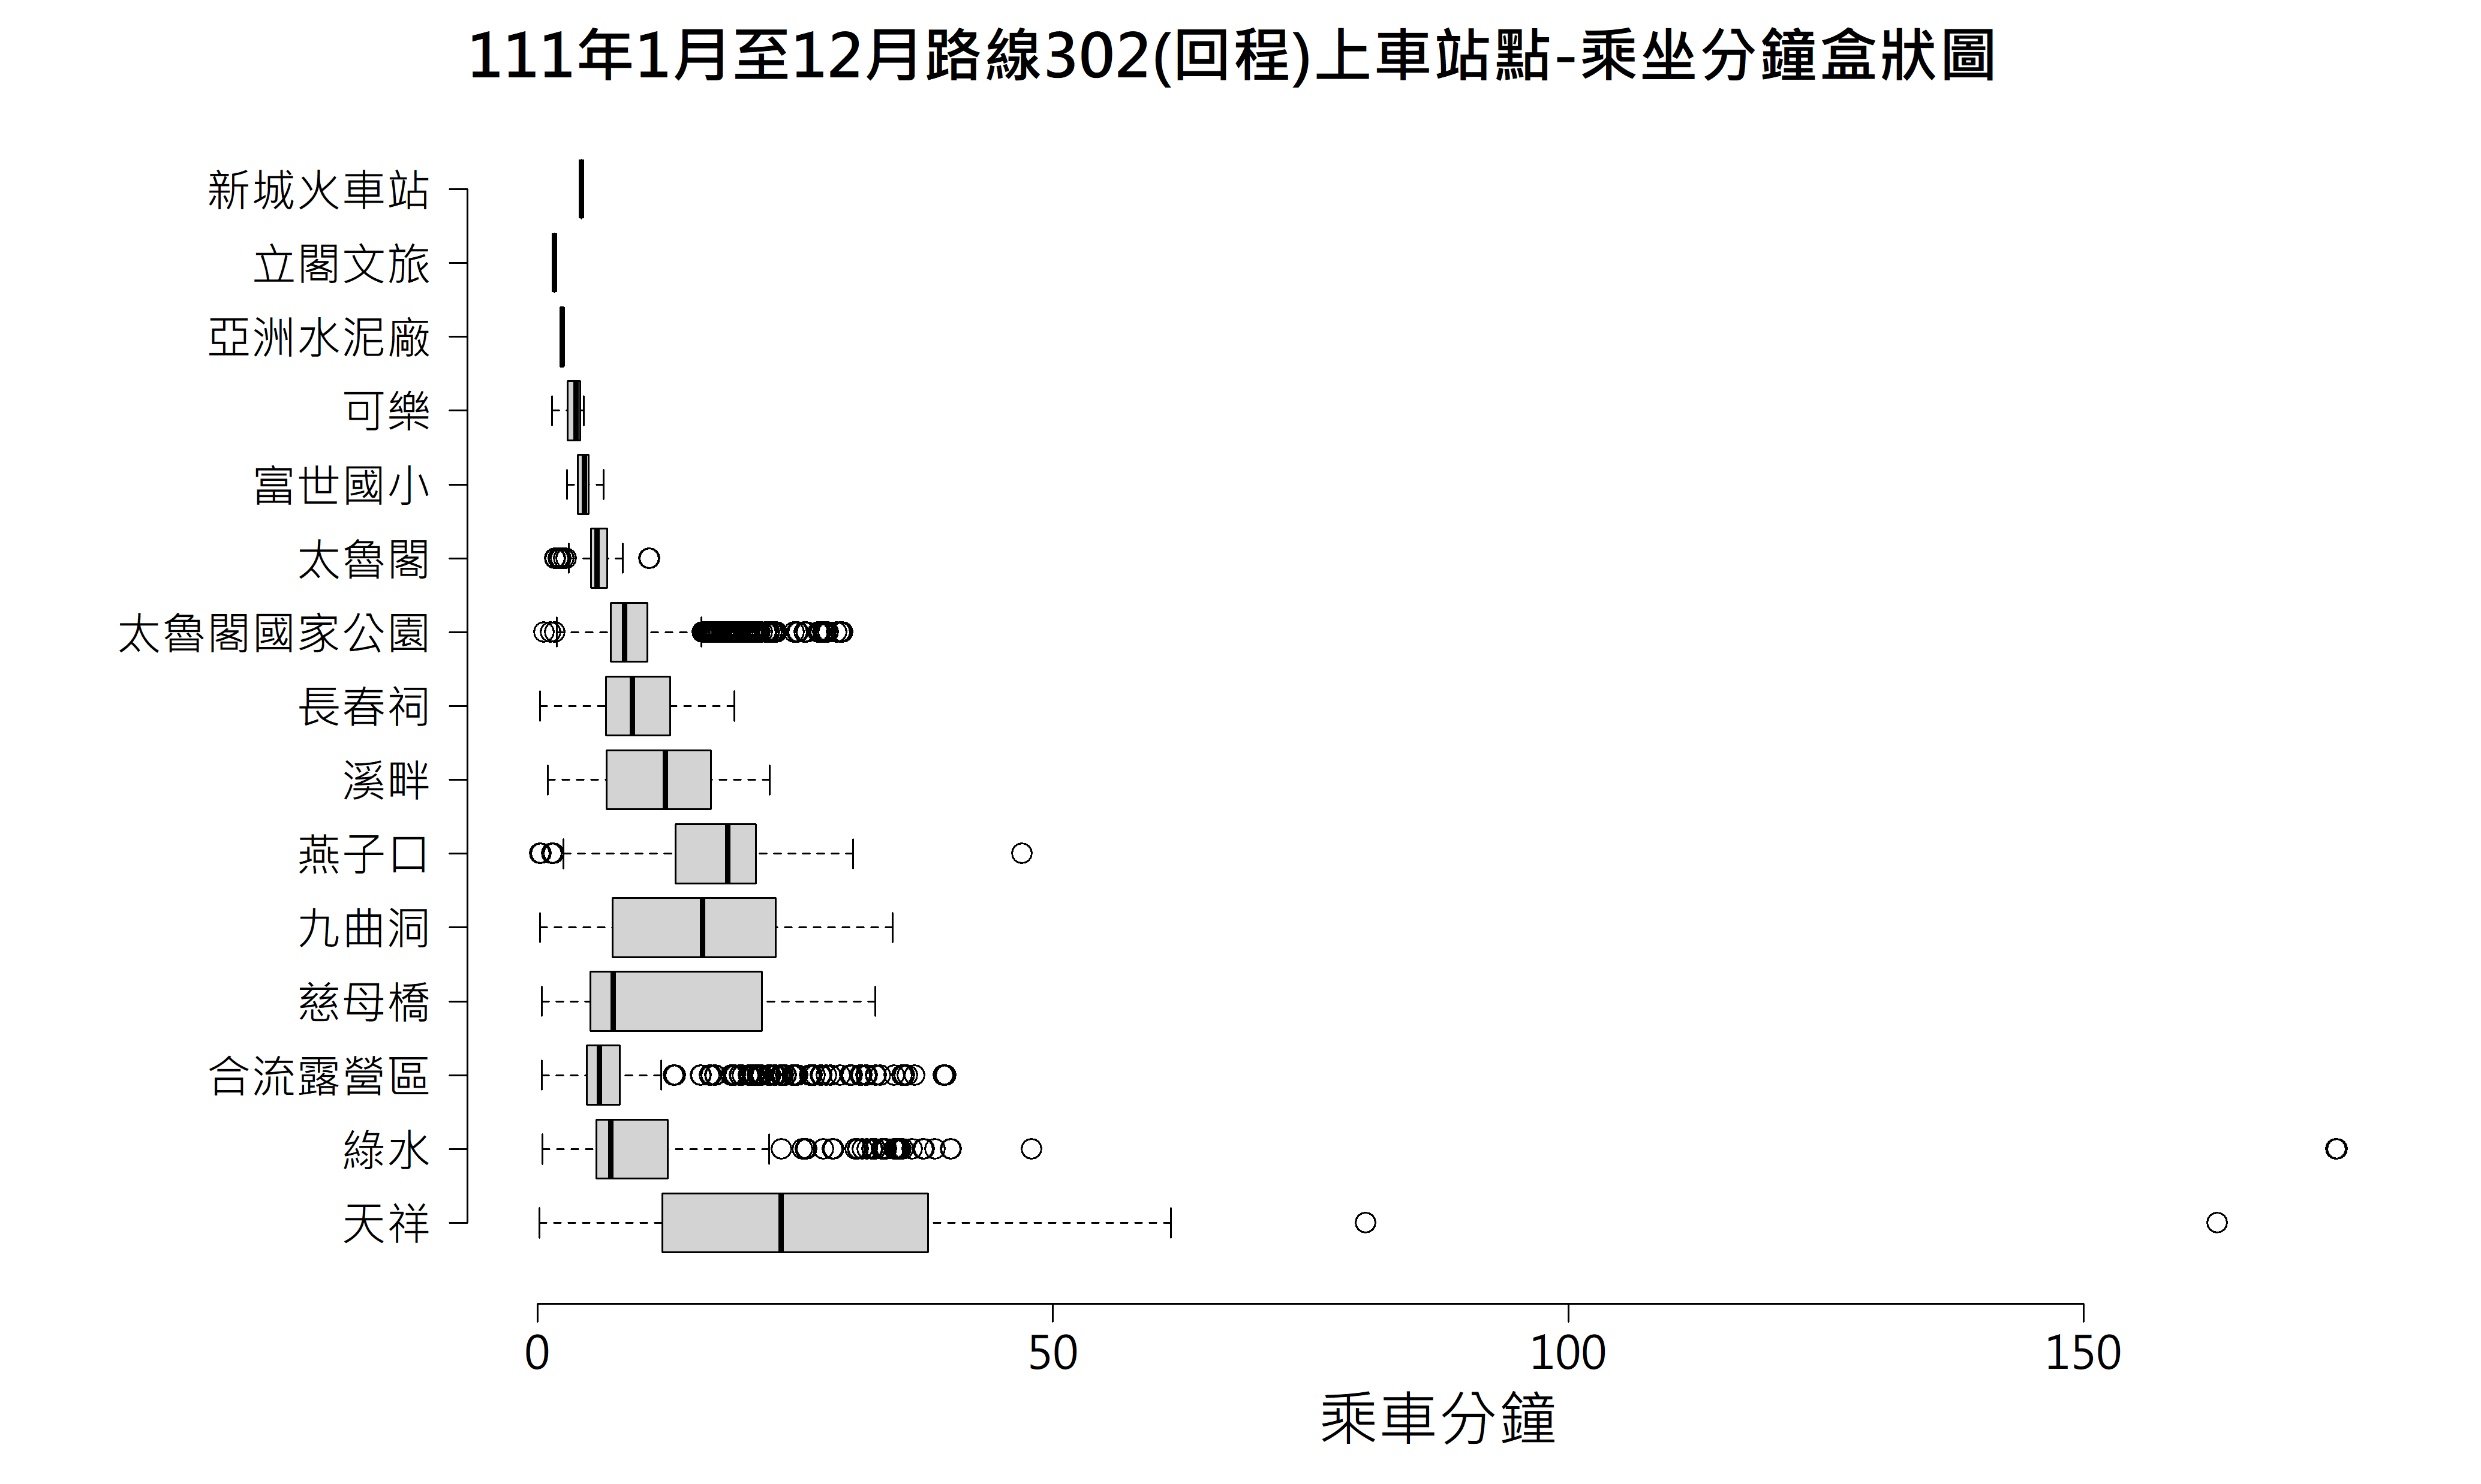 111年1月至12月路線302(回程)上車站點-乘坐分鐘盒狀圖
新城火車站
立閣文旅
亞洲水泥廠
可樂
富世國小
太魯閣
太魯閣國家公園
長春祠
溪畔
燕子口
九曲洞
慈母橋
合流露營區
綠水
天祥
0 50 100 150
乘車分鐘